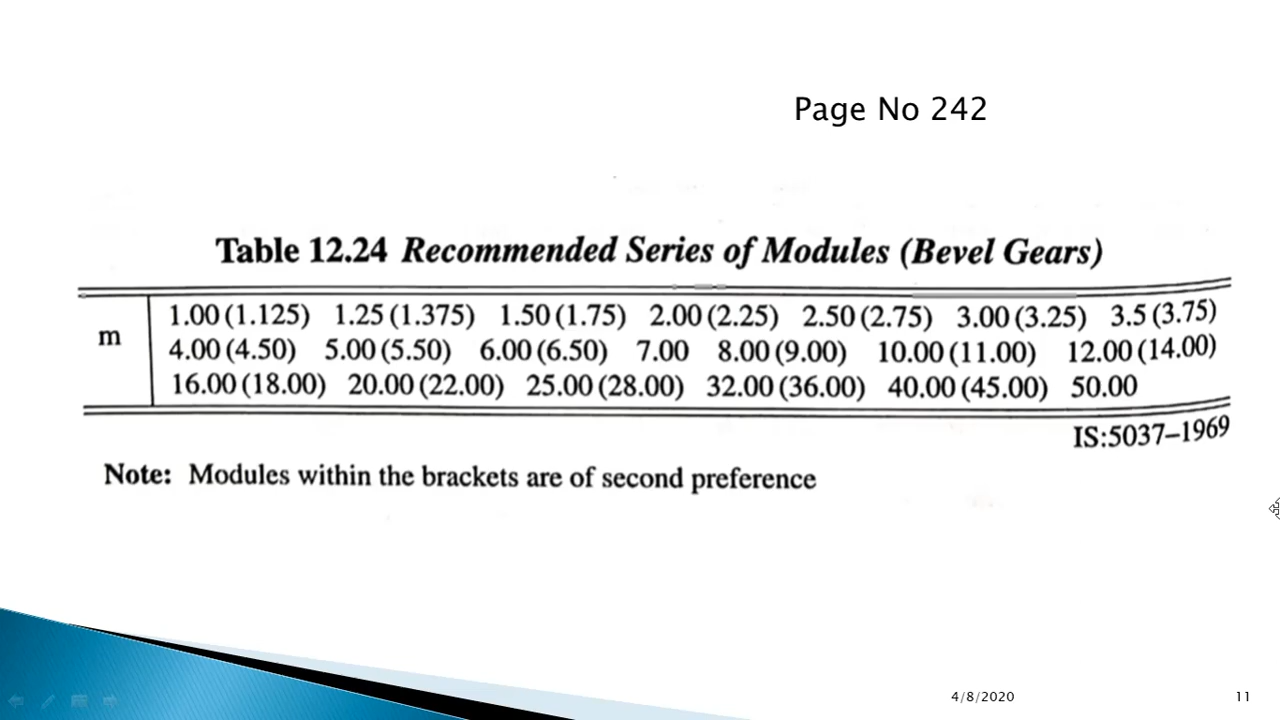 Page No 242
Table 12.24 Recommended Series of Modules (Bevel Gears)
m
1.00 (1.125) 1.25 (1.375) 1.50 (1.75) 2.00 (2.25) 2.50 (2.75) 3.00 (3.25) 3.5 (3.75)
4.00 (4.50) 5.00 (5.50) 6.00 (6.50) 7.00 8.00 (9.00) 10.00 (11.00) 12.00 (14.00)
16.00 (18.00) 20.00 (22.00) 25.00 (28.00) 32.00 (36.00) 40.00 (45.00) 50.00
IS:5037–1969
Note: Modules within the brackets are of second preference
4/8/2020
11